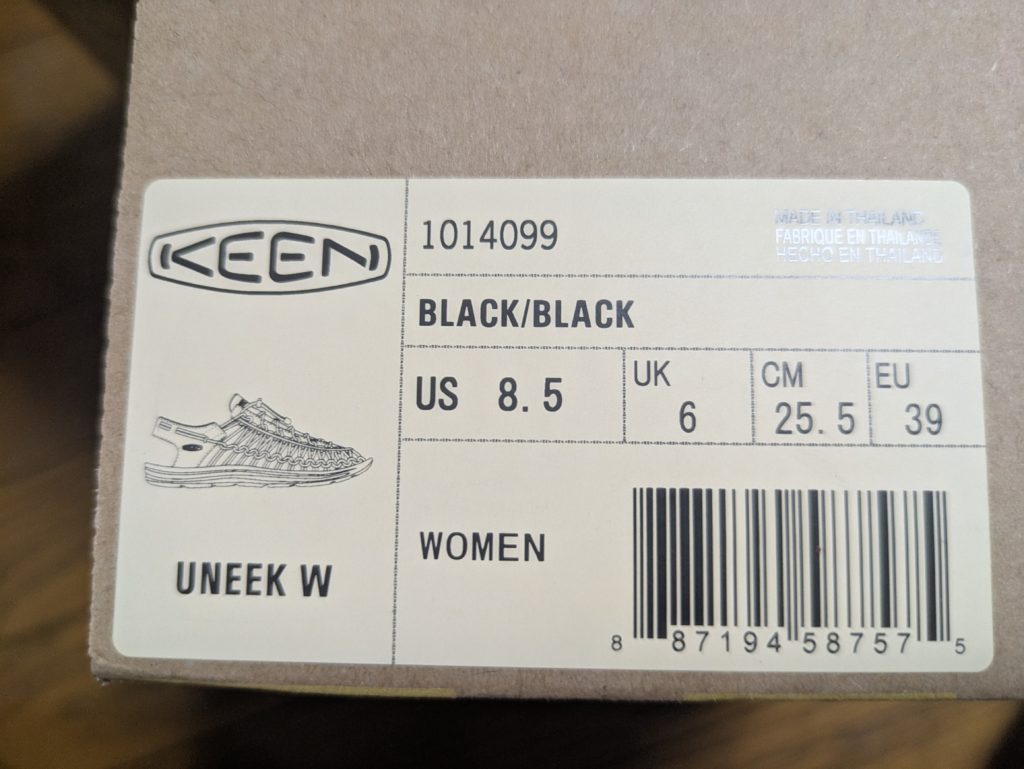 KEEN
UNEEK W
1014099
MADE IN THAILAND
FABRIQUE EN THAILANDE
HECHO EN THAILAND
BLACK/BLACK
US 8.5
UK 6
CM 25.5
EU 39
WOMEN
8 87194 58757 5